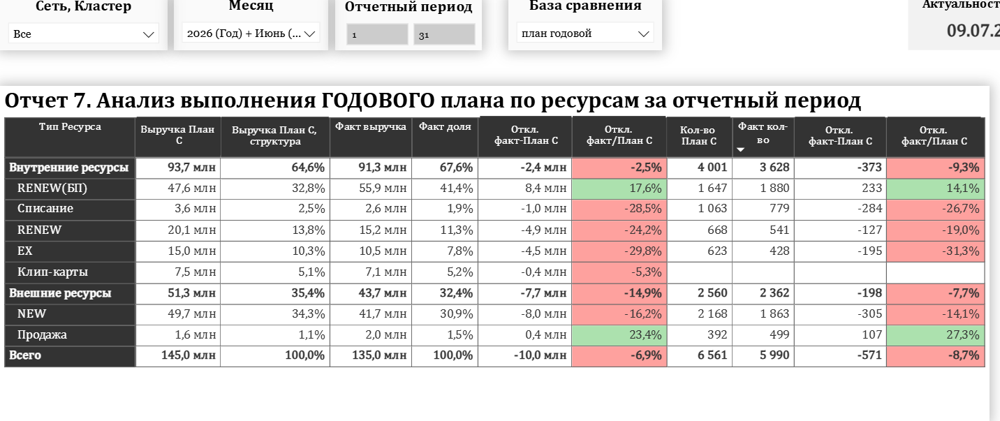 Сеть, Кластер Месяц Отчетный период База сравнения
Все 2026 (Год) + Июнь (... 1 31 план годовой 09.07.2
Отчет 7. Анализ выполнения ГОДОВОГО плана по ресурсам за отчетный период
Тип Ресурса Выручка План С Выручка План С, структура Факт выручка Факт доля Откл. факт-План С Откл. факт/План С Кол-во План С Факт кол-во Откл. факт-План С Откл. факт/План С
Внутренние ресурсы 93,7 млн 64,6% 91,3 млн 67,6% -2,4 млн -2,5% 4 001 3 628 -373 -9,3%
RENEW(БП) 47,6 млн 32,8% 55,9 млн 41,4% 8,4 млн 17,6% 1 647 1 880 233 14,1%
Списание 3,6 млн 2,5% 2,6 млн 1,9% -1,0 млн -28,5% 1 063 779 -284 -26,7%
RENEW 20,1 млн 13,8% 15,2 млн 11,3% -4,9 млн -24,2% 668 541 -127 -19,0%
EX 15,0 млн 10,3% 10,5 млн 7,8% -4,5 млн -29,8% 623 428 -195 -31,3%
Клип-карты 7,5 млн 5,1% 7,1 млн 5,2% -0,4 млн -5,3%
Внешние ресурсы 51,3 млн 35,4% 43,7 млн 32,4% -7,7 млн -14,9% 2 560 2 362 -198 -7,7%
NEW 49,7 млн 34,3% 41,7 млн 30,9% -8,0 млн -16,2% 2 168 1 863 -305 -14,1%
Продажа 1,6 млн 1,1% 2,0 млн 1,5% 0,4 млн 23,4% 392 499 107 27,3%
Всего 145,0 млн 100,0% 135,0 млн 100,0% -10,0 млн -6,9% 6 561 5 990 -571 -8,7%